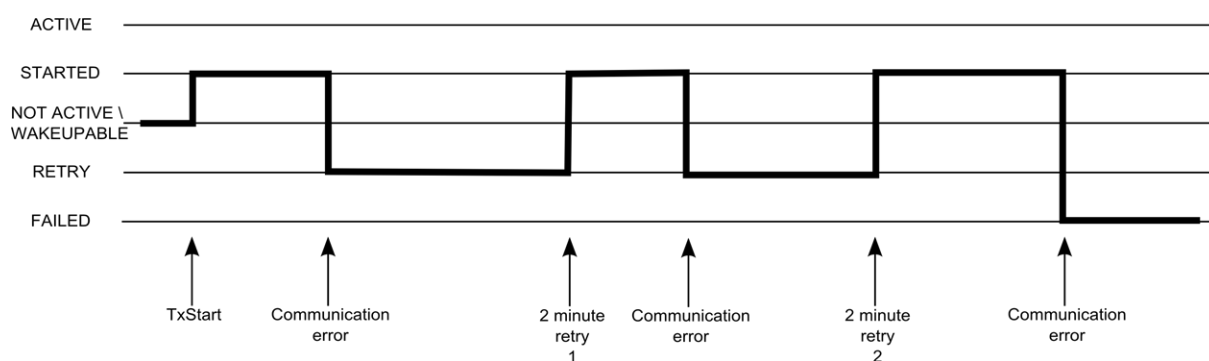 ACTIVE
STARTED
NOT ACTIVE \
WAKEUPABLE
RETRY
FAILED
TxStart
Communication
error
2 minute
retry
1
Communication
error
2 minute
retry
2
Communication
error